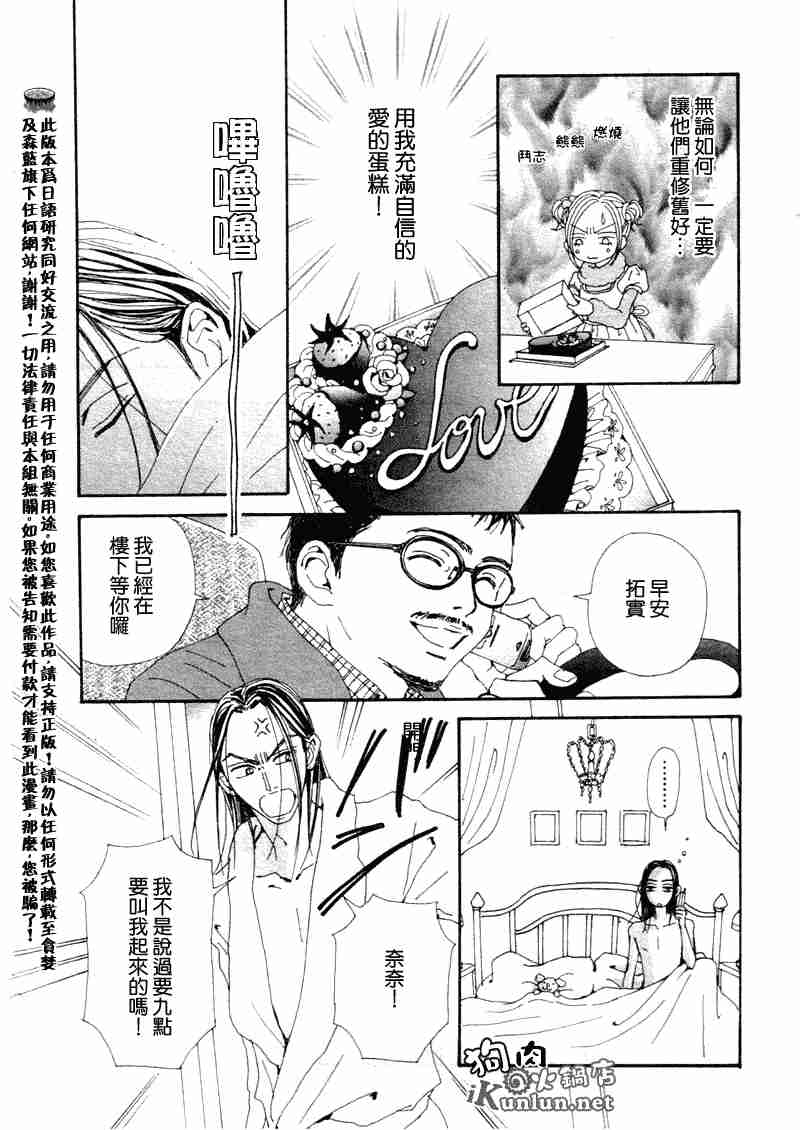 無論如何，一定要
讓他們重修舊好…
燃燒
熊熊
鬥志
用我充滿自信的
愛的蛋糕！
嗶嚕嚕
早安
拓實
我已經在
樓下等你囉
………
開
奈奈！
我不是說過要九點
要叫我起來的嗎！
此版本爲日語研究同好交流之用，請勿用于任何商業用途。如您喜歡此作品，請支持正版！請勿以任何形式轉載至貪婪
及森藍旗下任何網站，謝謝！一切法律責任與本組無關。如果您被告知需要付款才能看到此漫畫，那麼，您被騙了！
狗肉
火鍋店
iKunlun.net